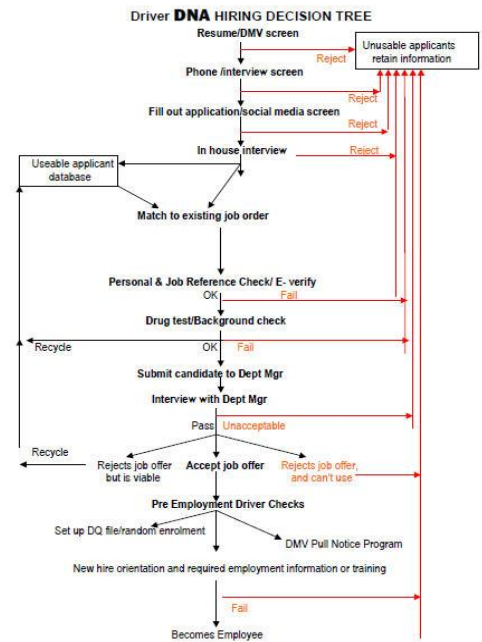 Driver DNA HIRING DECISION TREE
Resume/DMV screen
Unusable applicants
retain information
Reject
Phone /interview screen
Reject
Fill out application/social media screen
Reject
In house interview
Reject
Useable applicant
database
Match to existing job order
Personal & Job Reference Check/ E- verify
OK
Fail
Drug test/Background check
Recycle
OK
Fail
Submit candidate to Dept Mgr
Interview with Dept Mgr
Pass
Unacceptable
Recycle
Rejects job offer
but is viable
Accept job offer
Rejects job offer,
and can't use
Pre Employment Driver Checks
Set up DQ file/random enrolment
DMV Pull Notice Program
New hire orientation and required employment information or training
Fail
Becomes Employee